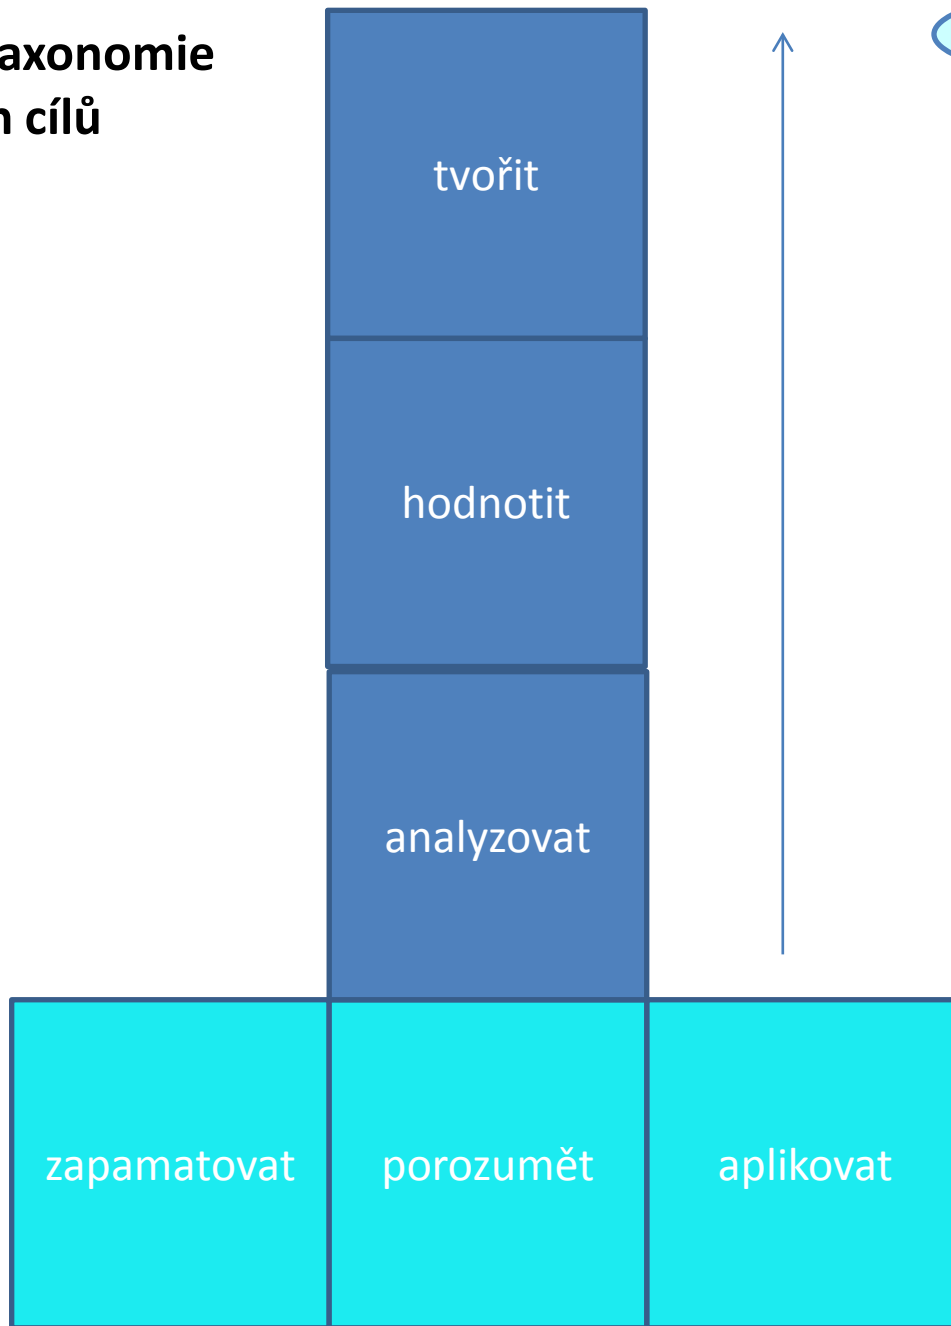 axonomie
h cílů
tvořit
hodnotit
analyzovat
zapamatovat
porozumět
aplikovat